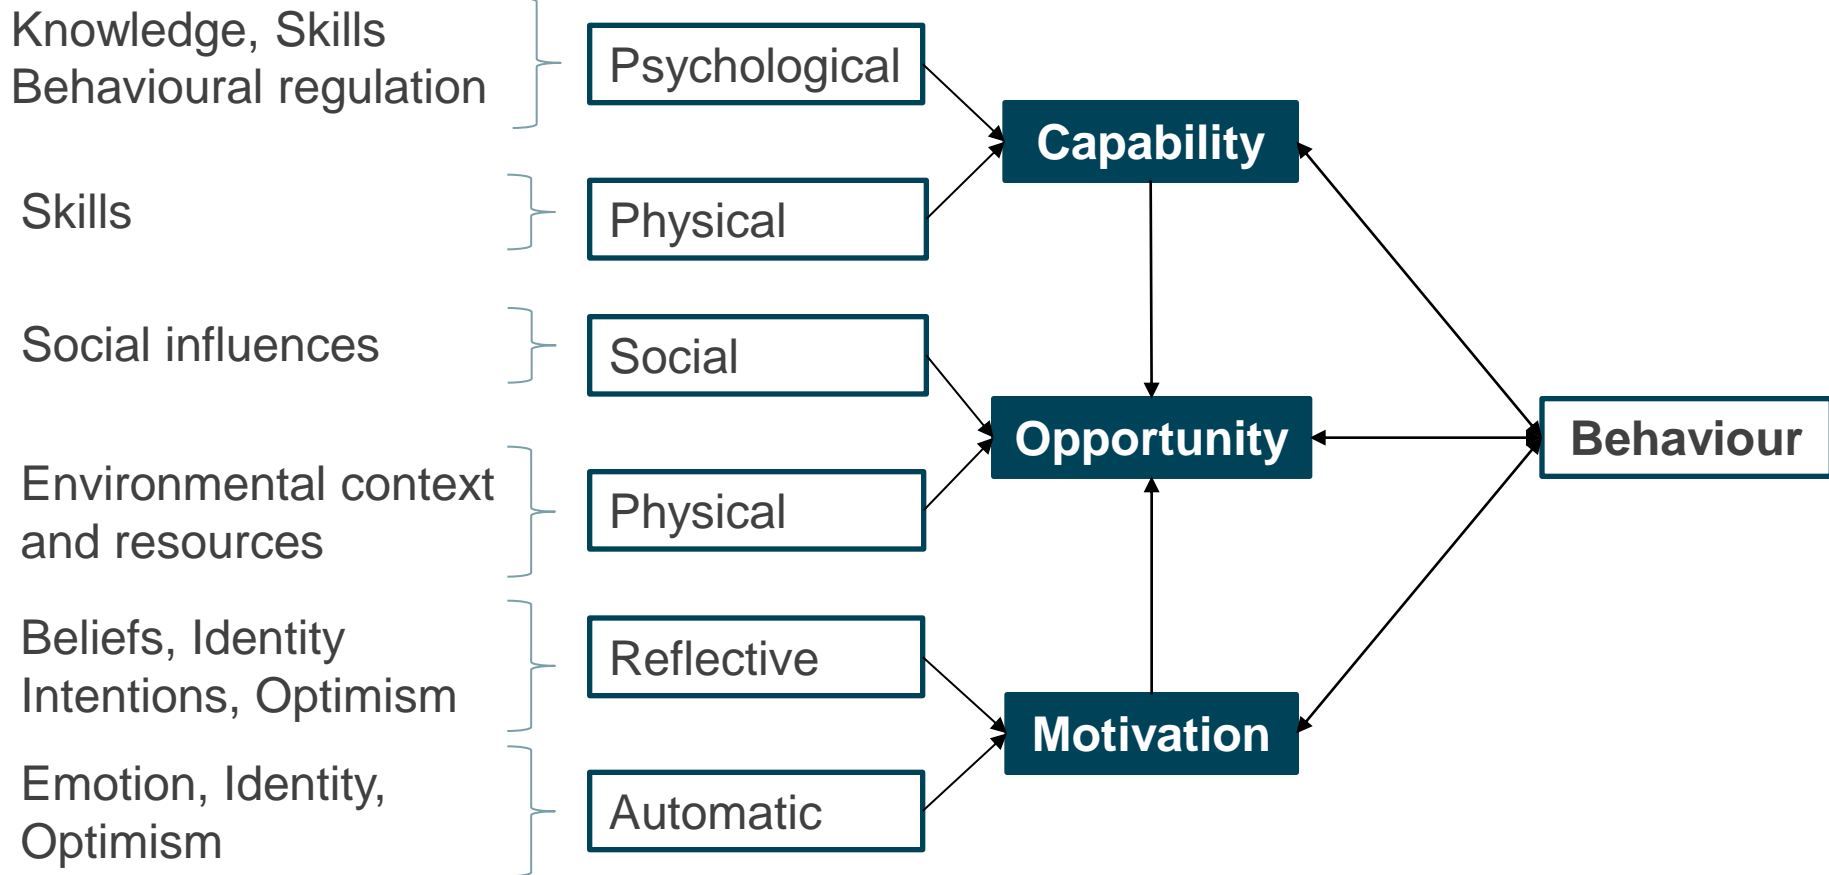 Knowledge, Skills
Behavioural regulation
Psychological
Capability
Skills
Physical
Social influences
Social
Opportunity
Behaviour
Environmental context
and resources
Physical
Beliefs, Identity
Intentions, Optimism
Reflective
Motivation
Emotion, Identity,
Optimism
Automatic